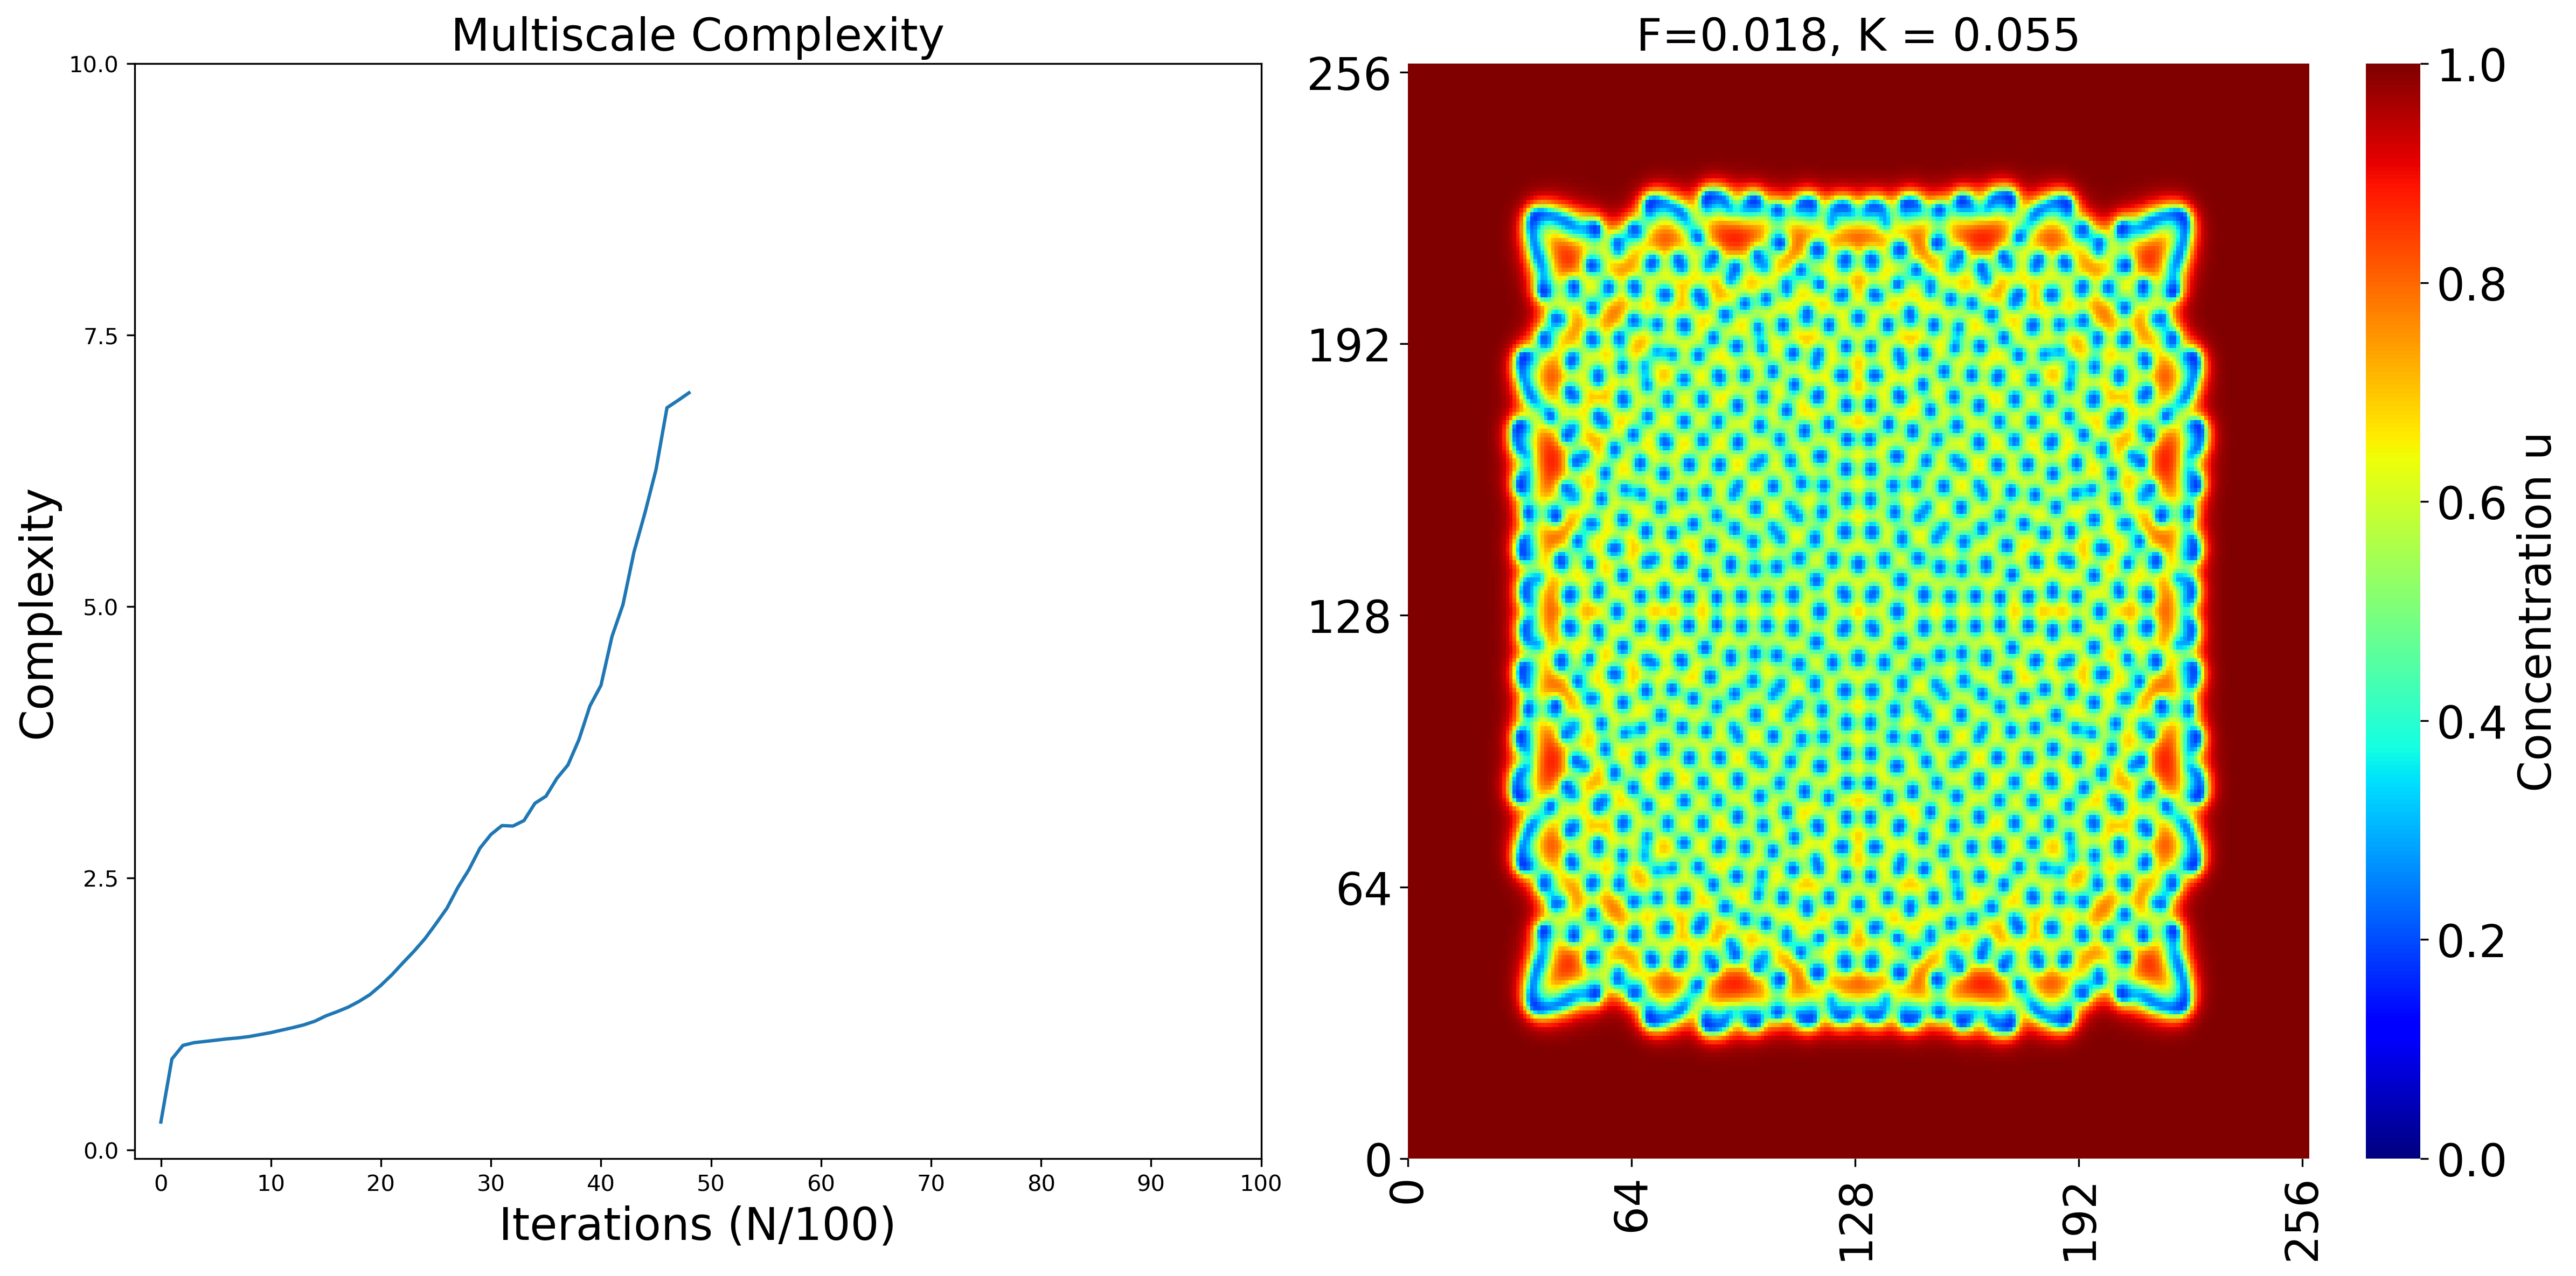 Multiscale Complexity
10.0
7.5
5.0
2.5
0.0
Complexity
0 10 20 30 40 50 60 70 80 90 100
Iterations (N/100)
F=0.018, K = 0.055
256
192
128
64
0
0 64 128 192 256
1.0
0.8
0.6
0.4
0.2
0.0
Concentration u